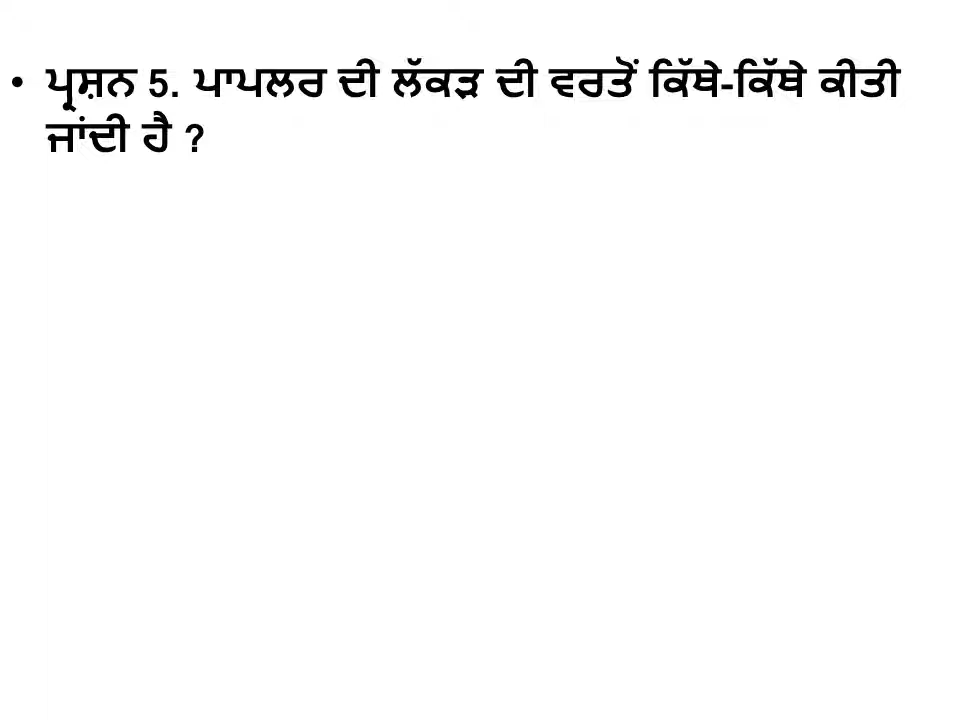 • ਪ੍ਰਸ਼ਨ 5. ਪਾਪਲਰ ਦੀ ਲੱਕੜ ਦੀ ਵਰਤੋਂ ਕਿੱਥੇ-ਕਿੱਥੇ ਕੀਤੀ
ਜਾਂਦੀ ਹੈ ?